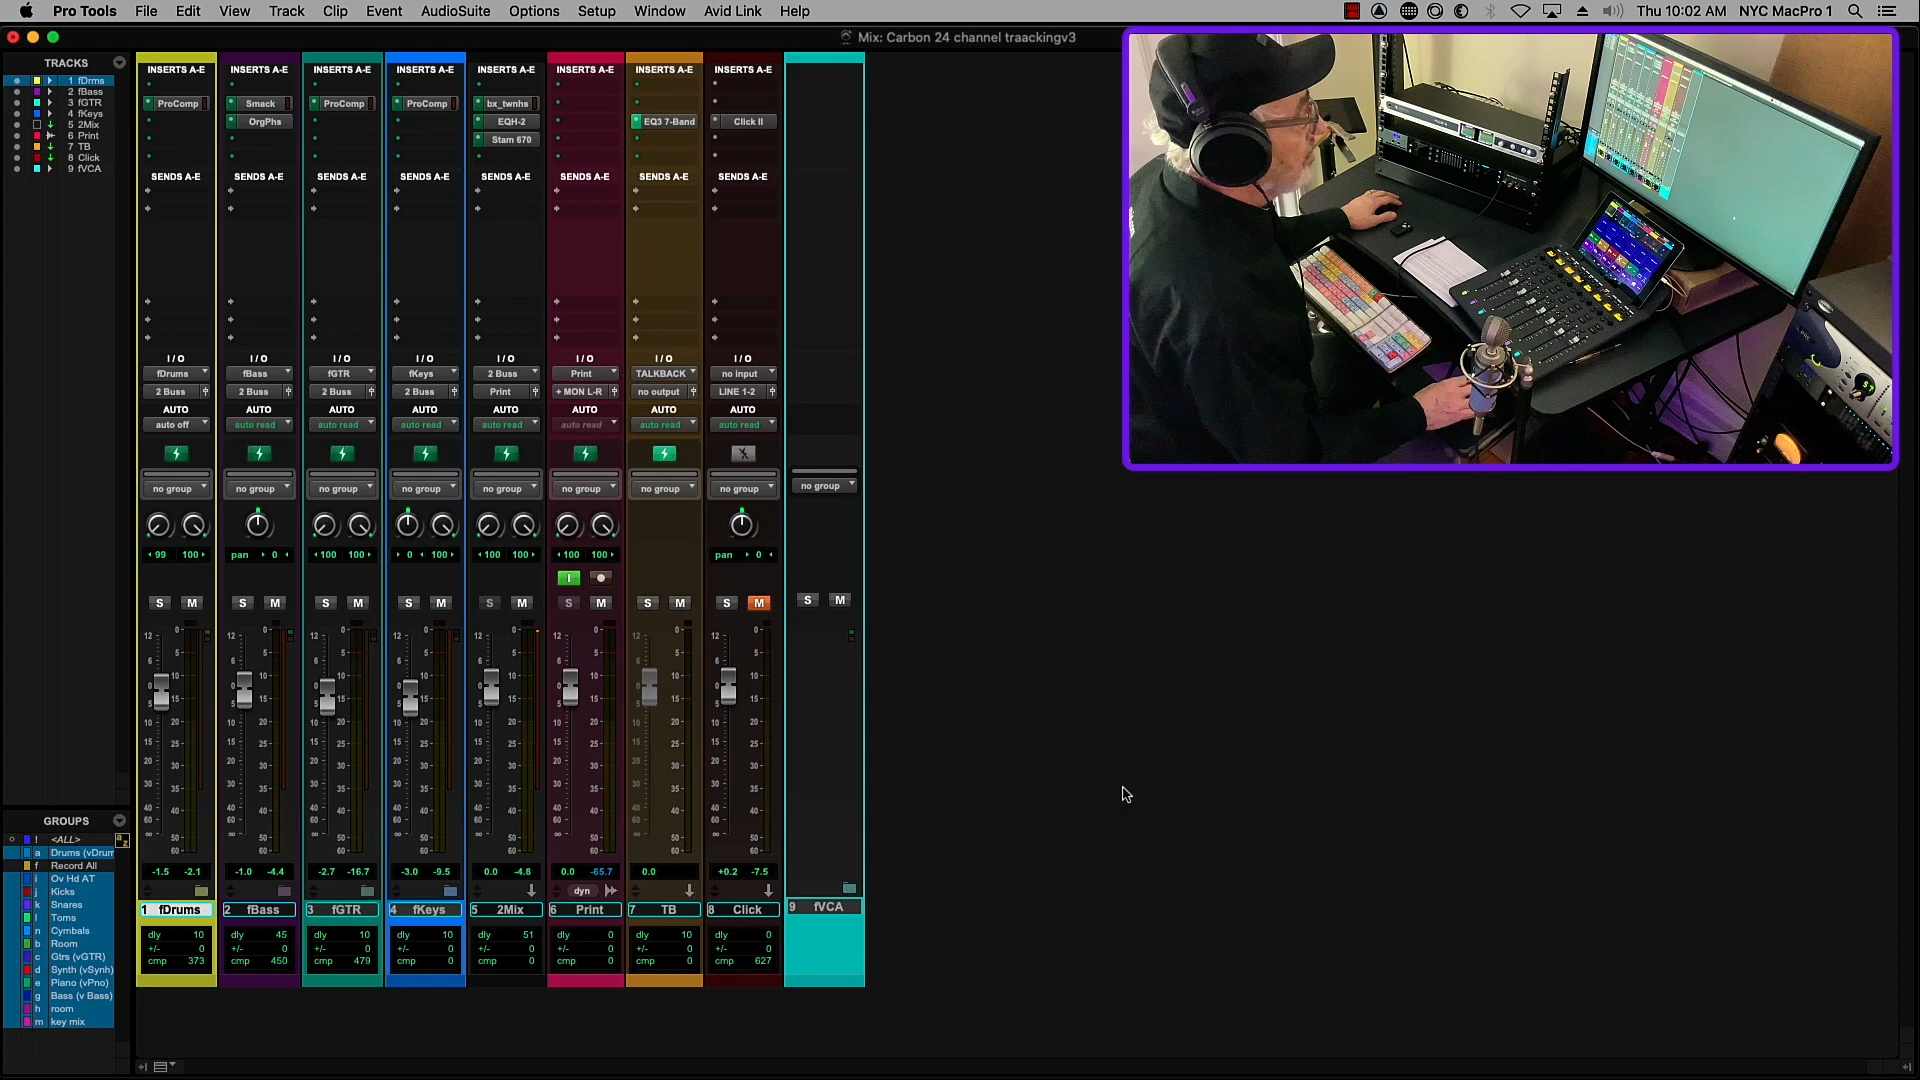 Pro Tools File Edit View Track Clip Event AudioSuite Options Setup Window Avid Link Help Thu 10:02 AM NYC MacPro 1
Mix: Carbon 24 channel traackingv3
TRACKS
1 fDrms
2 fBass
3 fGTR
4 fKeys
5 2Mix
6 Print
7 TB
8 Click
9 fVCA
INSERTS A-E INSERTS A-E INSERTS A-E INSERTS A-E INSERTS A-E INSERTS A-E INSERTS A-E INSERTS A-E
ProComp Smack ProComp ProComp bx_twnhs
OrgPhs EQH-2 EQ3 7-Band Click II
Stam 670
SENDS A-E SENDS A-E SENDS A-E SENDS A-E SENDS A-E SENDS A-E SENDS A-E SENDS A-E
I / O I / O I / O I / O I / O I / O I / O I / O
fDrums fBass fGTR fKeys 2 Buss Print TALKBACK no input
2 Buss 2 Buss 2 Buss 2 Buss Print + MON L-R no output LINE 1-2
AUTO AUTO AUTO AUTO AUTO AUTO AUTO AUTO
auto off auto read auto read auto read auto read auto read auto read auto read
no group no group no group no group no group no group no group no group no group
99 100 pan 0 100 100 0 100 100 100 100 100 pan 0
I
S M S M S M S M S M S M S M S M S M
-1.5 -2.1 -1.0 -4.4 -2.7 -16.7 -3.0 -9.5 0.0 -4.8 0.0 -65.7 0.0 +0.2 -7.5
dyn
1 fDrums 2 fBass 3 fGTR 4 fKeys 5 2Mix 6 Print 7 TB 8 Click 9 fVCA
dly 10 dly 45 dly 10 dly 10 dly 51 dly 0 dly 10 dly 0
+/- 0 +/- 0 +/- 0 +/- 0 +/- 0 +/- 0 +/- 0 +/- 0
cmp 373 cmp 450 cmp 479 cmp 0 cmp 0 cmp 0 cmp 0 cmp 627
GROUPS
! <ALL>
a Drums (vDrum
f Record All
i Ov Hd AT
j Kicks
k Snares
l Toms
n Cymbals
b Room
c Gtrs (vGTR)
d Synth (vSynh)
e Piano (vPno)
g Bass (v Bass)
h room
m key mix